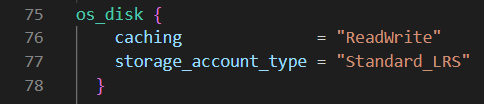 75 os_disk {
76     caching              = "ReadWrite"
77     storage_account_type = "Standard_LRS"
78   }